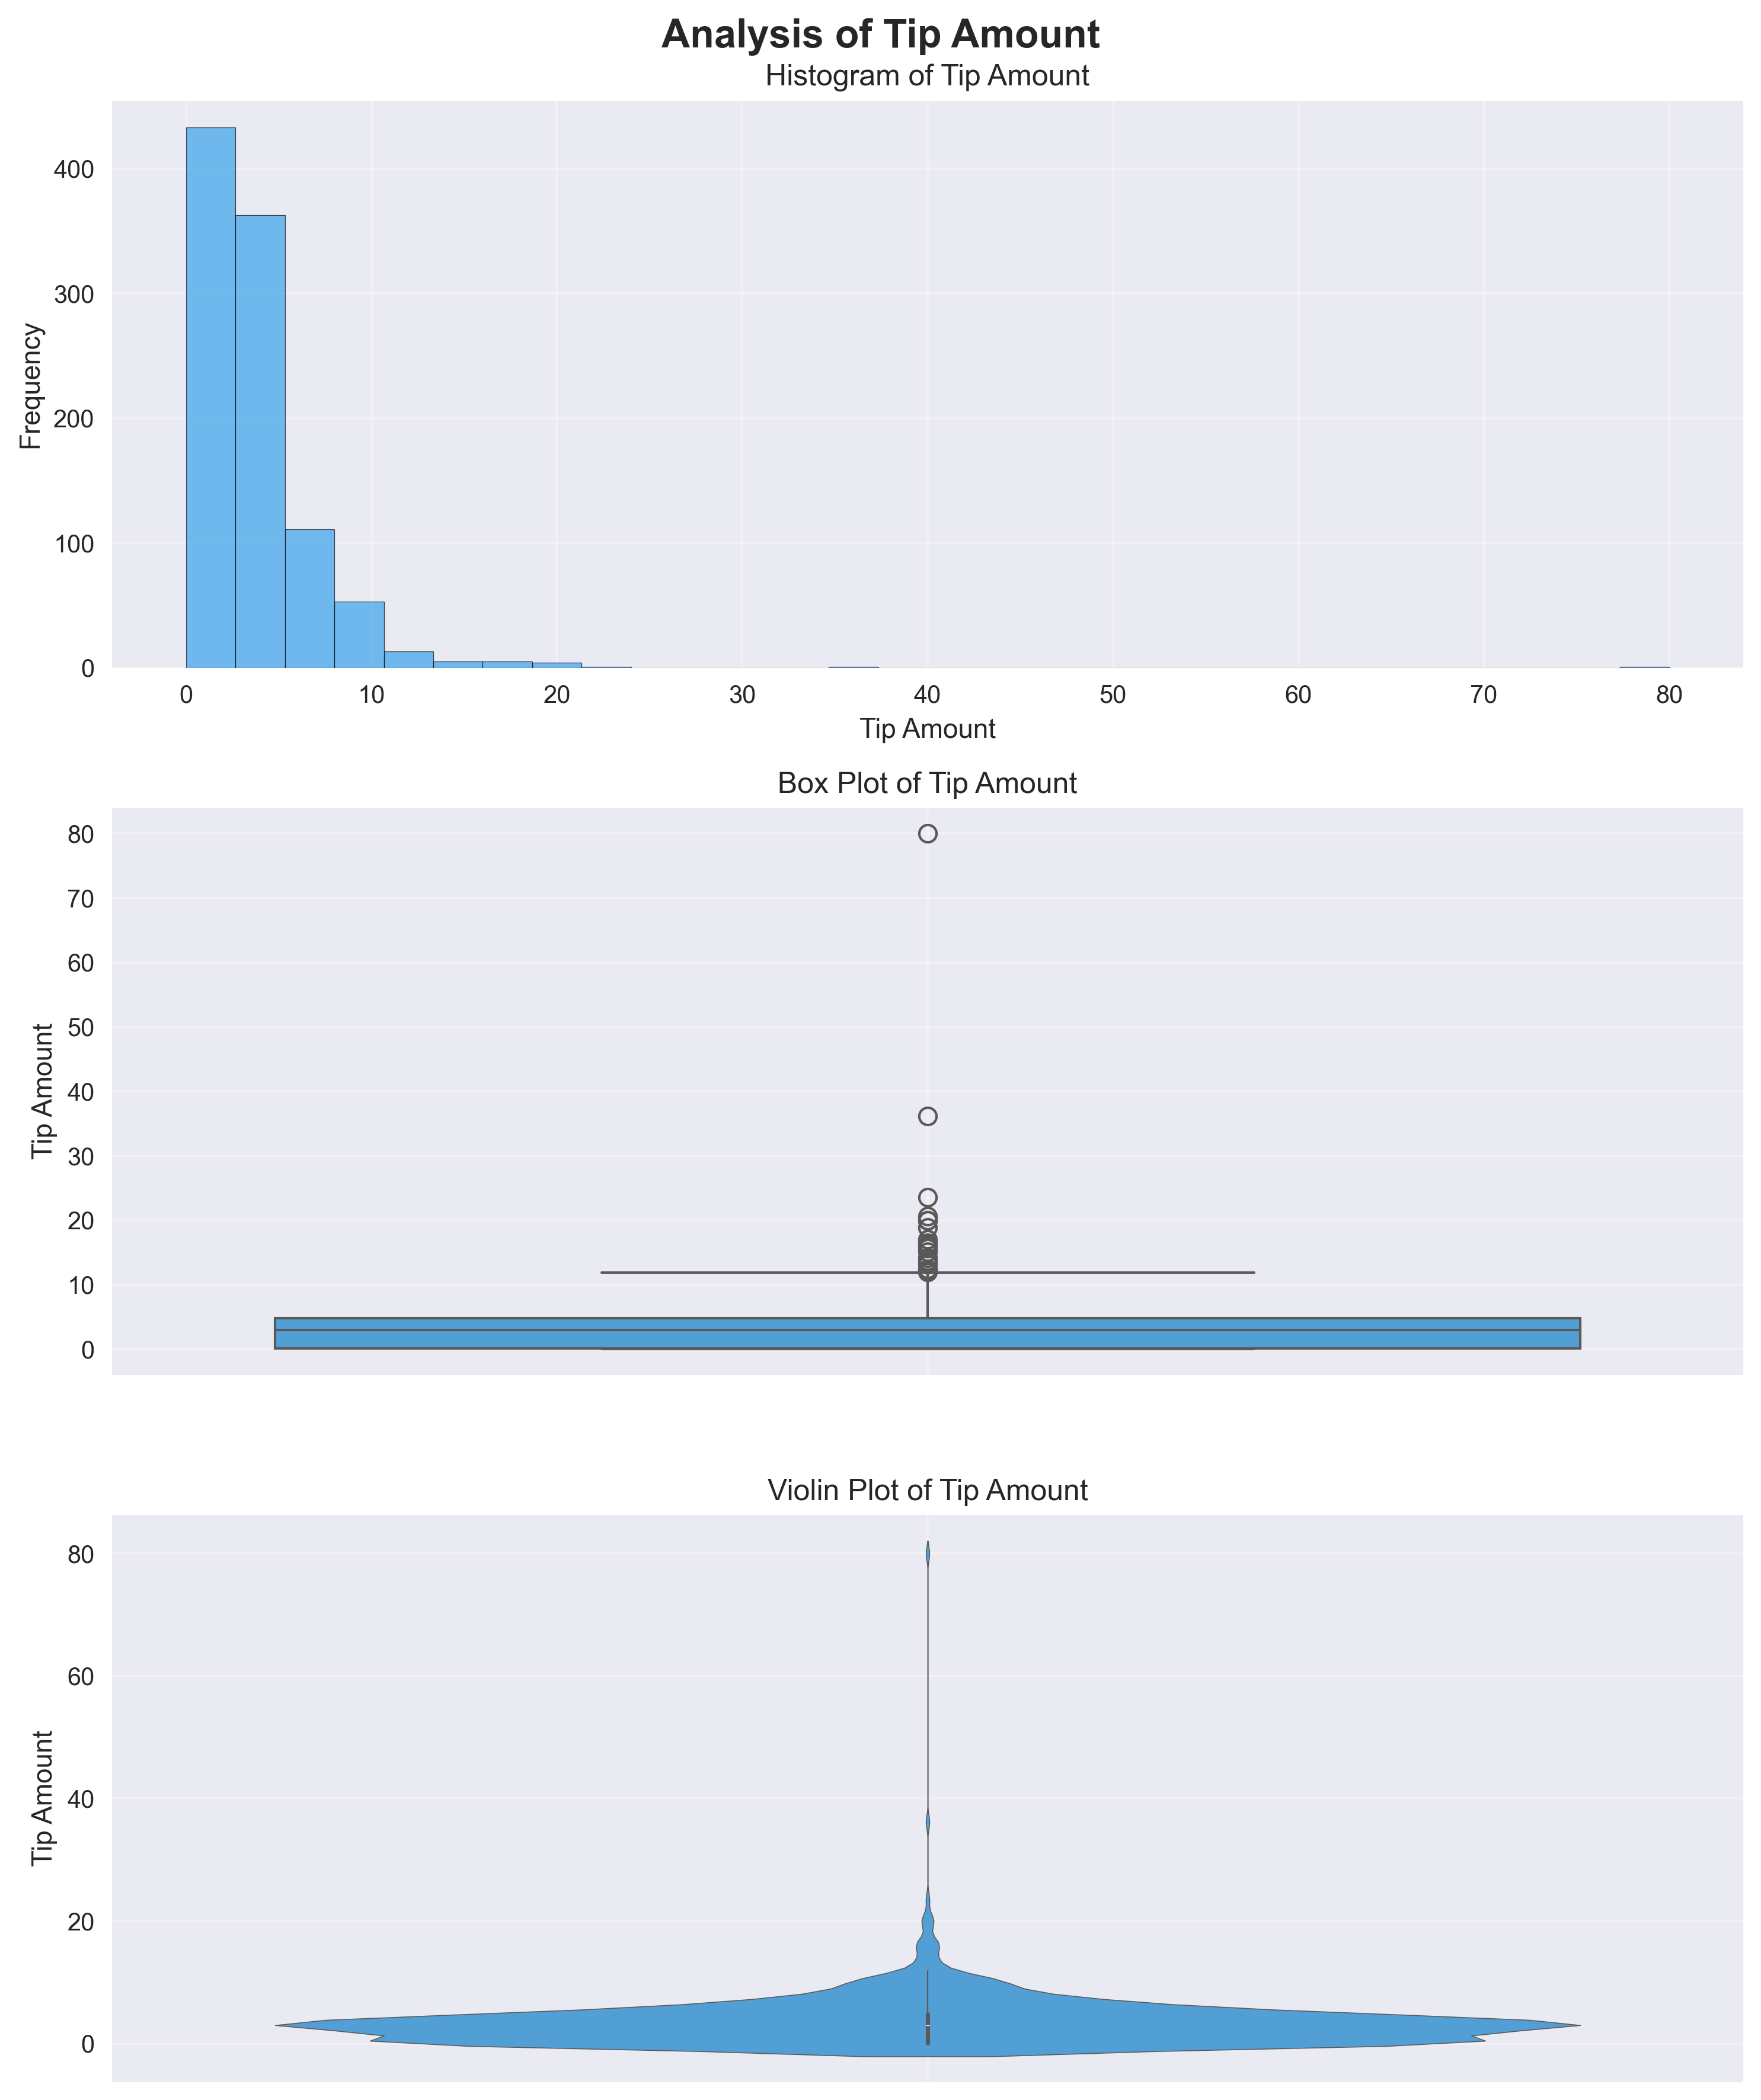 Analysis of Tip Amount
Histogram of Tip Amount
400
300
200
100
0
Frequency
0 10 20 30 40 50 60 70 80
Tip Amount
Box Plot of Tip Amount
80
70
60
50
40
30
20
10
0
Tip Amount
Violin Plot of Tip Amount
80
60
40
20
0
Tip Amount